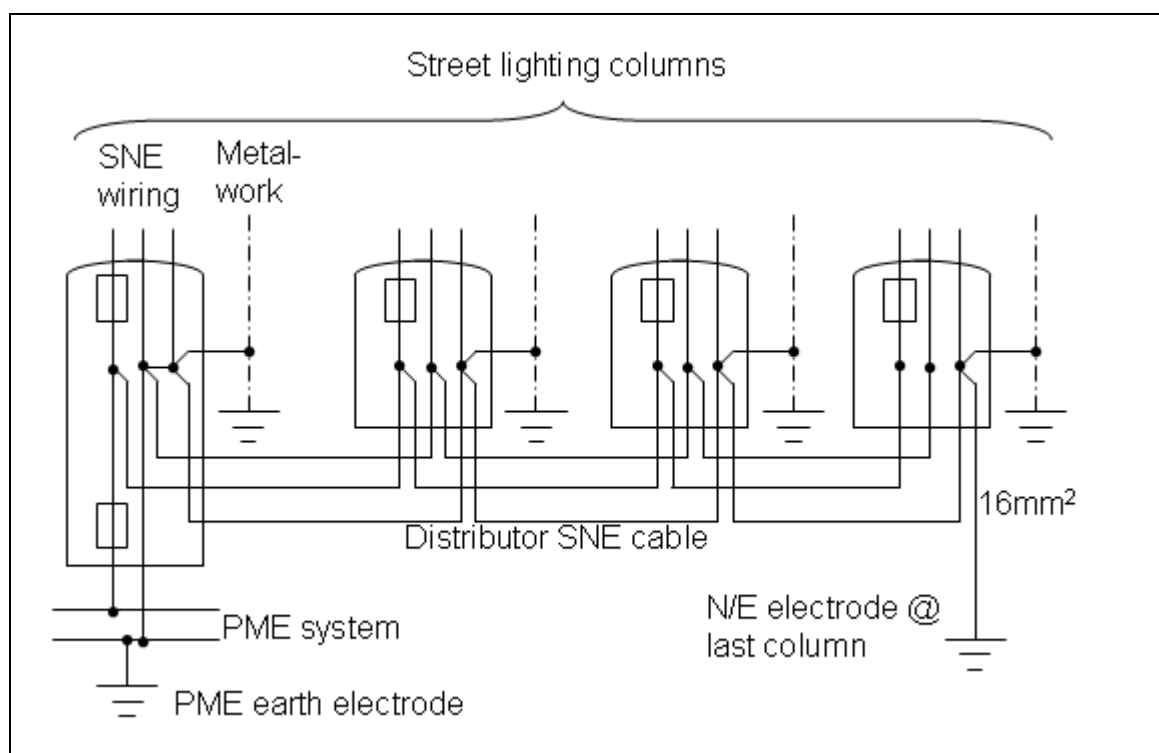 Street lighting columns
SNE
wiring
Metal-
work
16mm²
Distributor SNE cable
N/E electrode @
last column
PME system
PME earth electrode